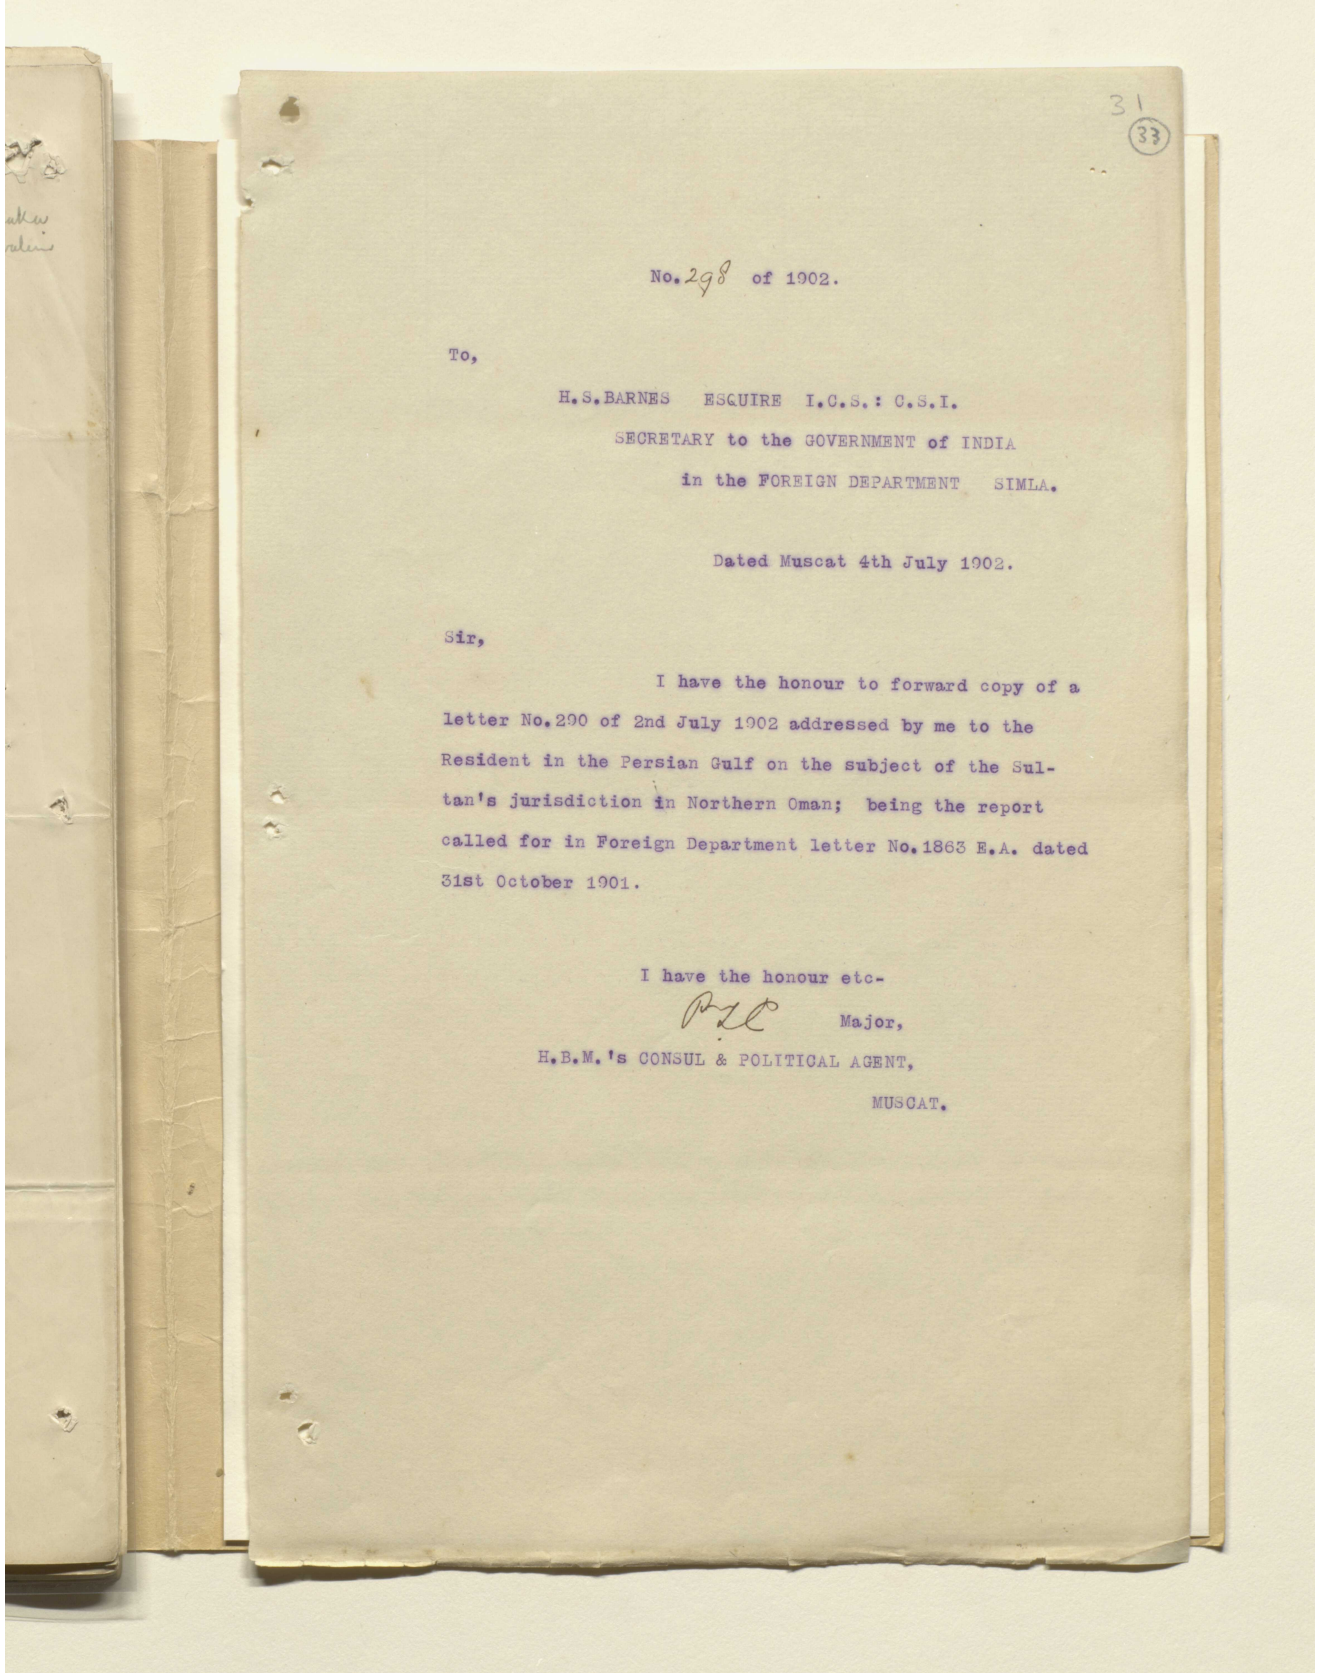 31
33
No.298 of 1902.
To,
H.S.BARNES ESQUIRE I.C.S.: C.S.I.
SECRETARY to the GOVERNMENT of INDIA
in the FOREIGN DEPARTMENT SIMLA.
Dated Muscat 4th July 1902.
Sir,
I have the honour to forward copy of a
letter No.290 of 2nd July 1902 addressed by me to the
Resident in the Persian Gulf on the subject of the Sul-
tan's jurisdiction in Northern Oman; being the report
called for in Foreign Department letter No.1863 E.A. dated
31st October 1901.
I have the honour etc-
PZC Major,
H.B.M.'s CONSUL & POLITICAL AGENT,
MUSCAT.